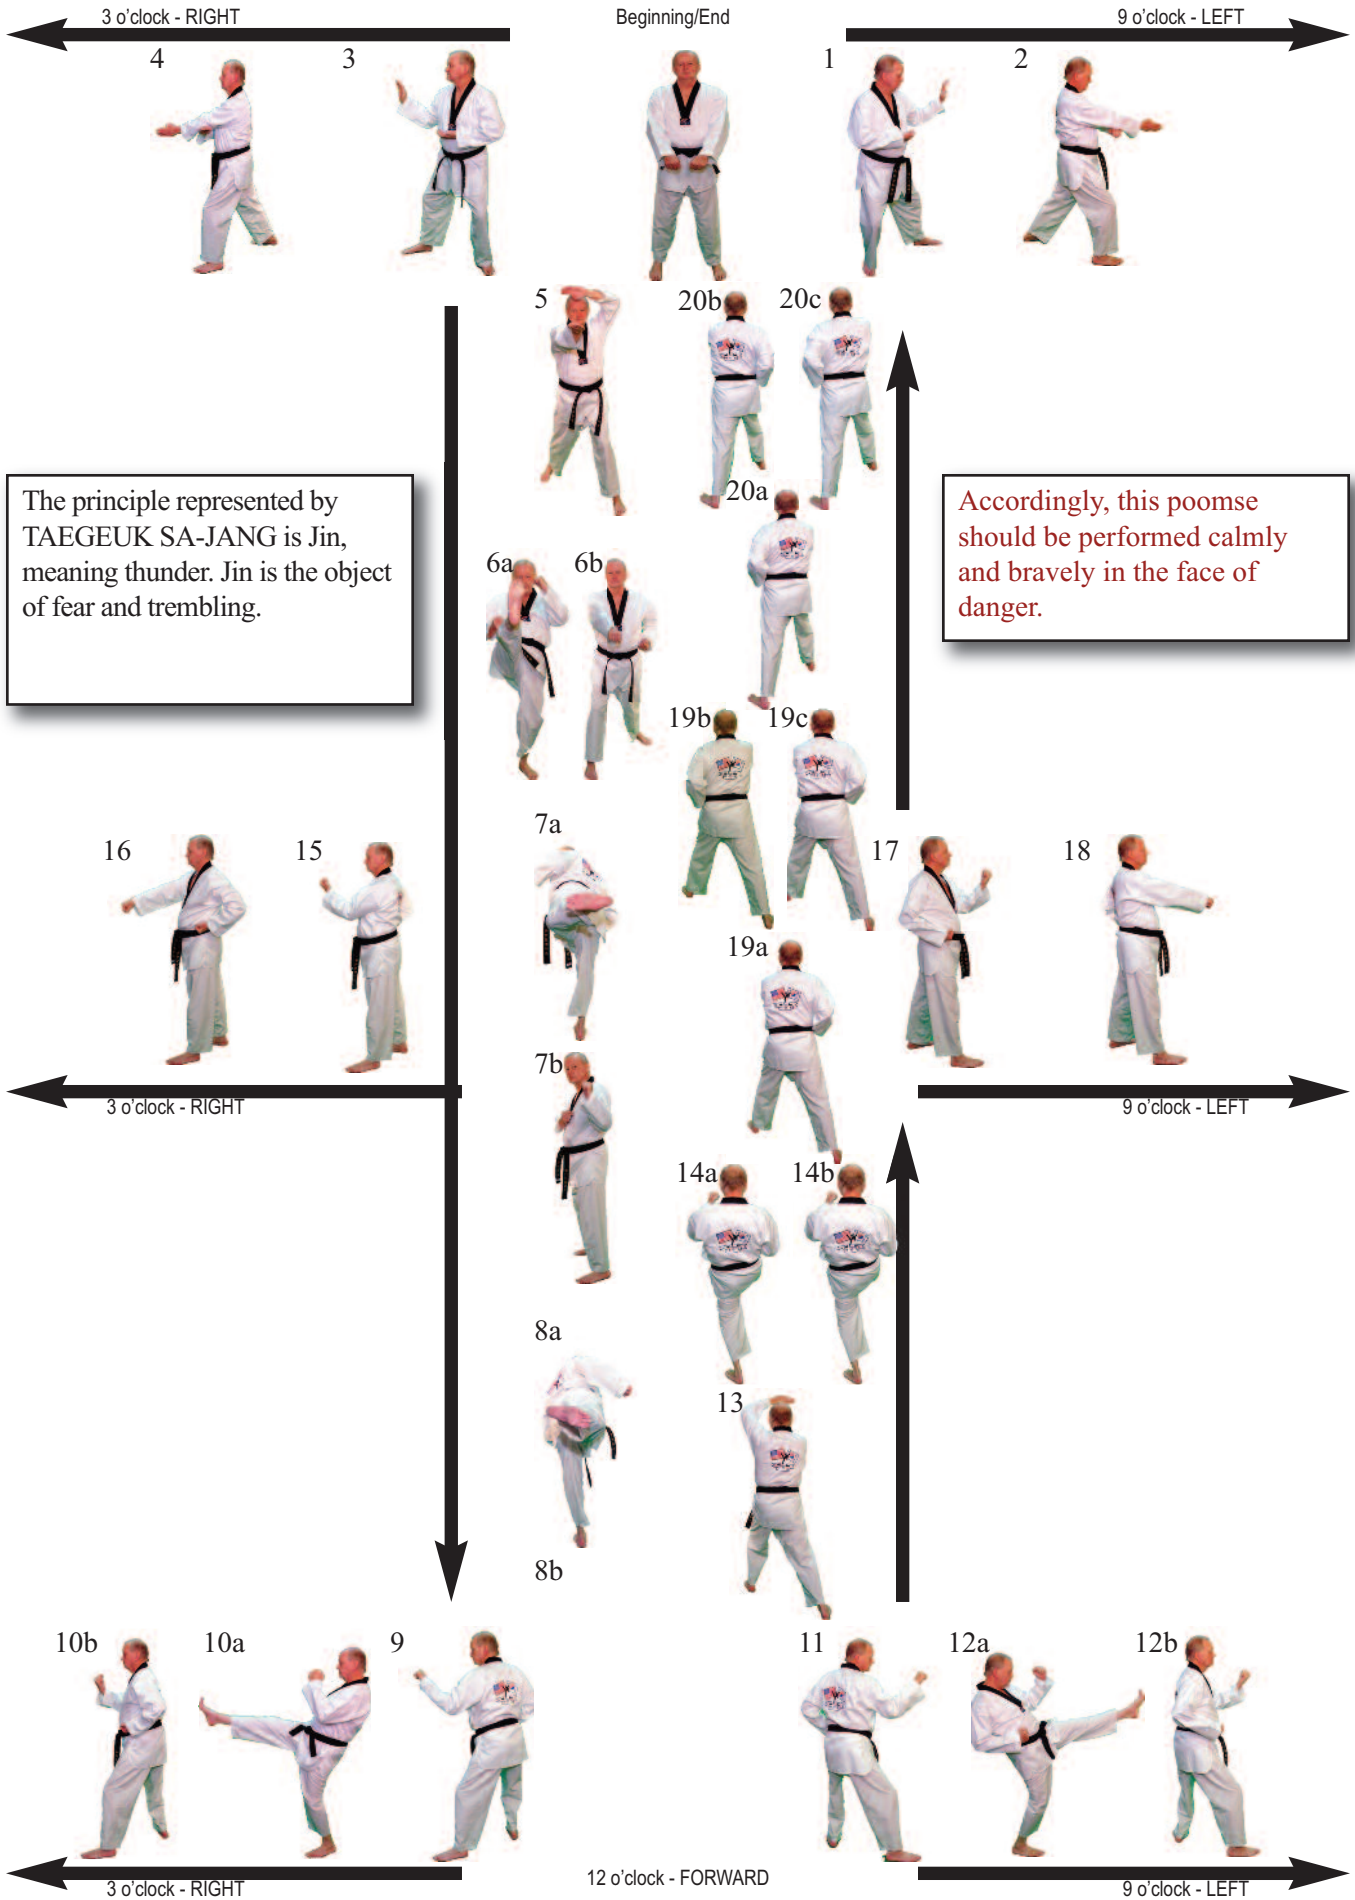 3 o'clock - RIGHT
Beginning/End
9 o'clock - LEFT
4
3
1
2
5
20b
20c
The principle represented by
TAEGEUK SA-JANG is Jin,
meaning thunder. Jin is the object
of fear and trembling.
20a
Accordingly, this poomse
should be performed calmly
and bravely in the face of
danger.
6a
6b
19b
19c
7a
16
15
17
18
19a
7b
3 o'clock - RIGHT
9 o'clock - LEFT
14a
14b
8a
13
8b
10b
10a
9
11
12a
12b
12 o'clock - FORWARD
3 o'clock - RIGHT
9 o'clock - LEFT